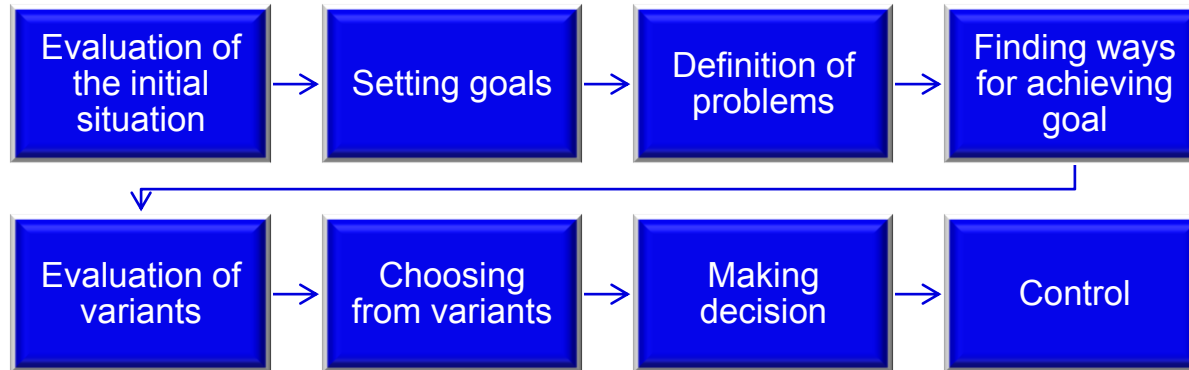 Evaluation of
the initial
situation
Setting goals
Definition of
problems
Finding ways
for achieving
goal
Evaluation of
variants
Choosing
from variants
Making
decision
Control